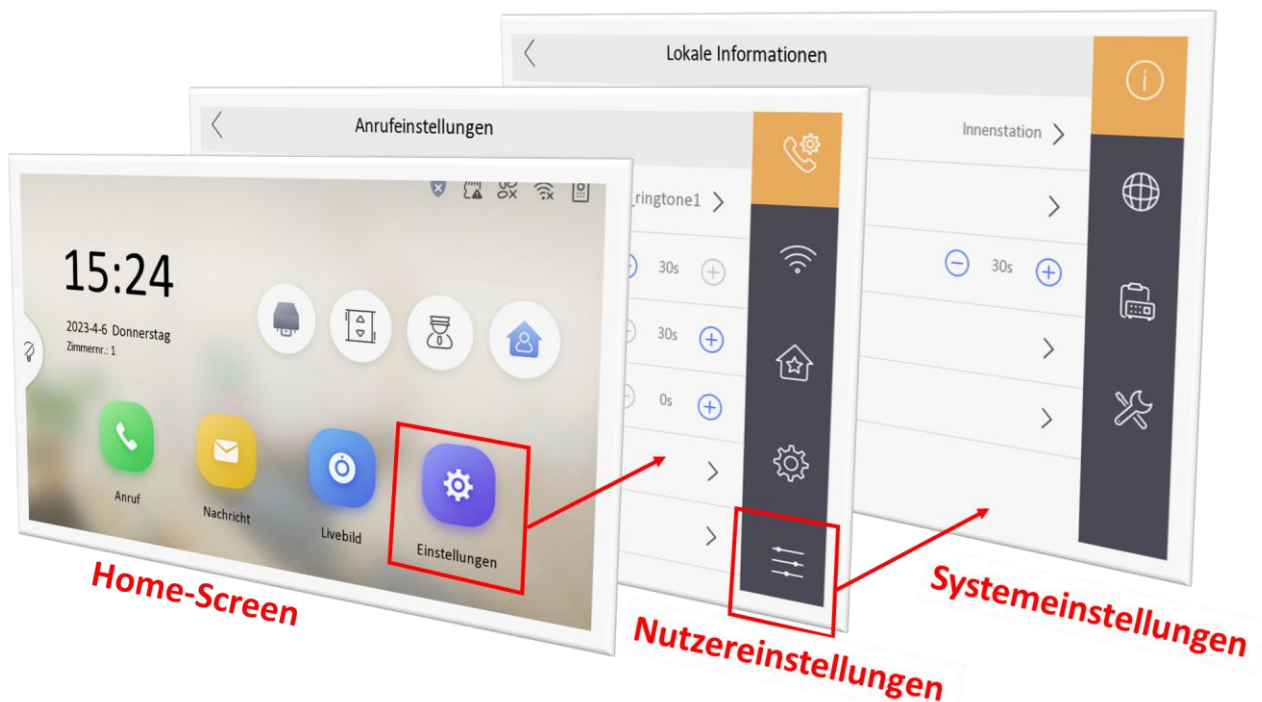 Lokale Informationen
Innenstation
30s
Anrufeinstellungen
_ringtone1
30s
30s
0s
15:24
2023-4-6 Donnerstag
Zimmernr.: 1
Anruf
Nachricht
Livebild
Einstellungen
Home-Screen
Nutzereinstellungen
Systemeinstellungen